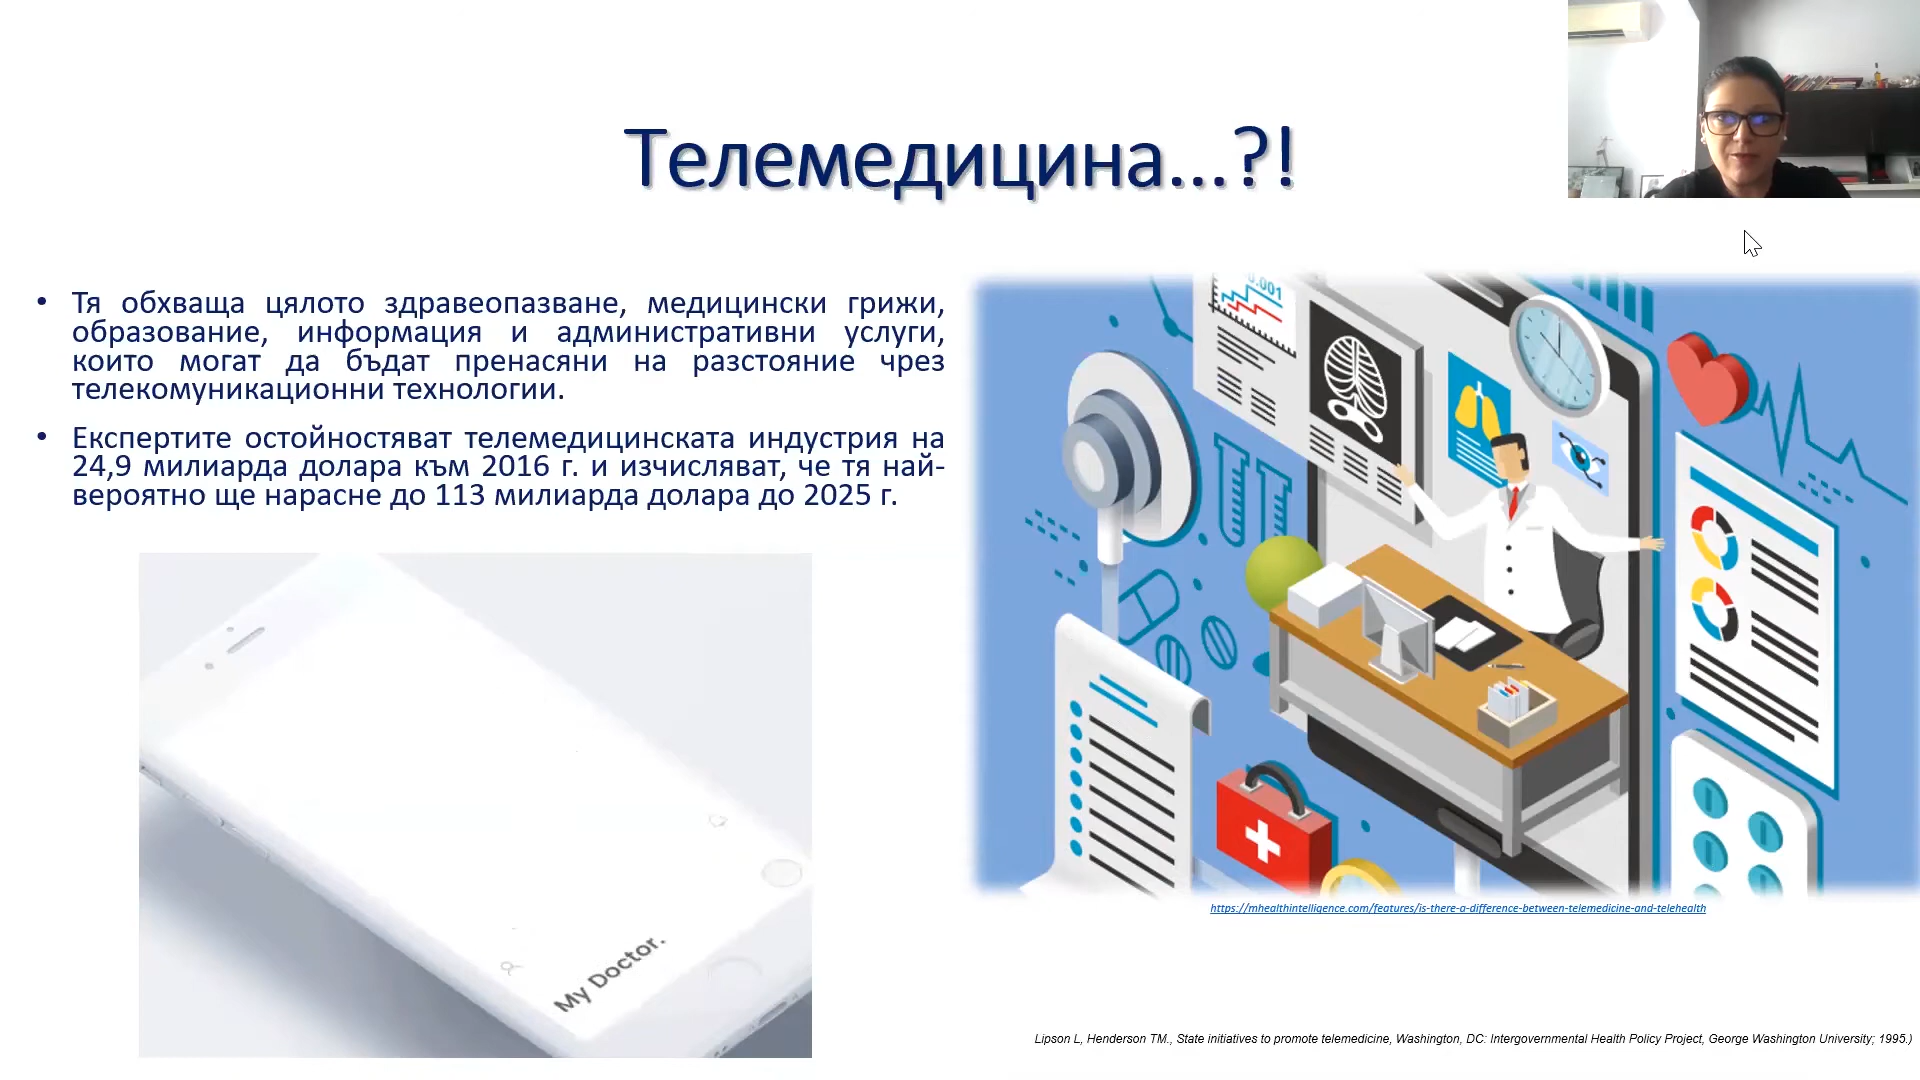 Телемедицина...?!
• Тя обхваща цялото здравеопазване, медицински грижи,
образование, информация и административни услуги,
които могат да бъдат пренасяни на разстояние чрез
телекомуникационни технологии.
• Експертите остойностяват телемедицинската индустрия на
24,9 милиарда долара към 2016 г. и изчисляват, че тя най-
вероятно ще нарасне до 113 милиарда долара до 2025 г.
0.001
My Doctor.
https://mhealthintelligence.com/features/is-there-a-difference-between-telemedicine-and-telehealth
Lipson L, Henderson TM., State initiatives to promote telemedicine, Washington, DC: Intergovernmental Health Policy Project, George Washington University; 1995.)